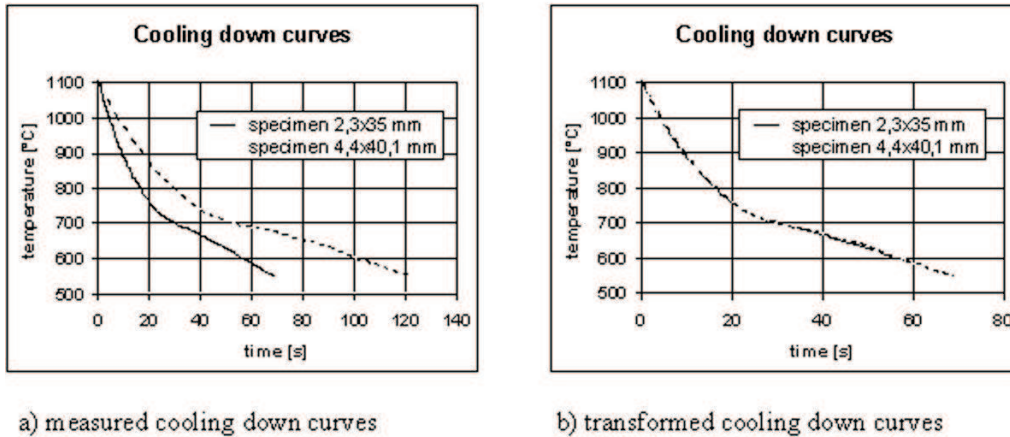 Cooling down curves
temperature [°C]
1100
1000
900
800
700
600
500
specimen 2,3x35 mm
specimen 4,4x40,1 mm
0 20 40 60 80 100 120 140
time [s]
a) measured cooling down curves
Cooling down curves
temperature [°C]
1100
1000
900
800
700
600
500
specimen 2,3x35 mm
specimen 4,4x40,1 mm
0 20 40 60 80
time [s]
b) transformed cooling down curves